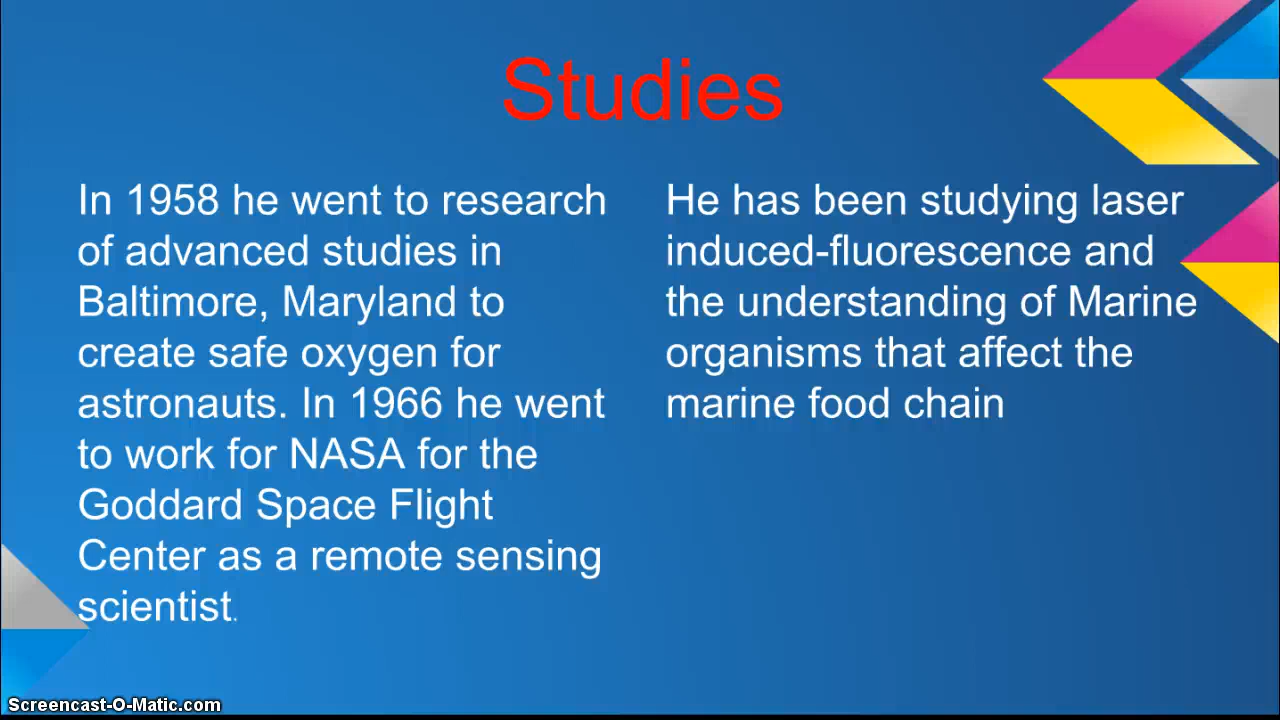 Studies
In 1958 he went to research
of advanced studies in
Baltimore, Maryland to
create safe oxygen for
astronauts. In 1966 he went
to work for NASA for the
Goddard Space Flight
Center as a remote sensing
scientist.
He has been studying laser
induced-fluorescence and
the understanding of Marine
organisms that affect the
marine food chain
Screencast-O-Matic.com